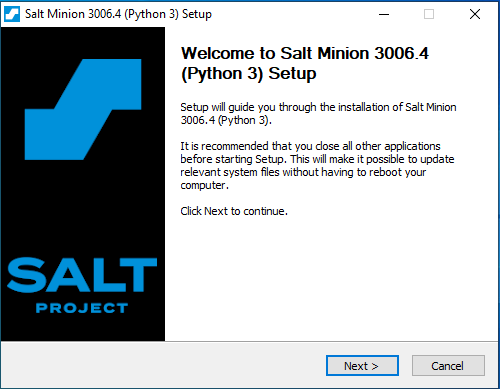 Salt Minion 3006.4 (Python 3) Setup
Welcome to Salt Minion 3006.4
(Python 3) Setup
Setup will guide you through the installation of Salt Minion
3006.4 (Python 3).
It is recommended that you close all other applications
before starting Setup. This will make it possible to update
relevant system files without having to reboot your
computer.
Click Next to continue.
SALT
PROJECT
Next >
Cancel